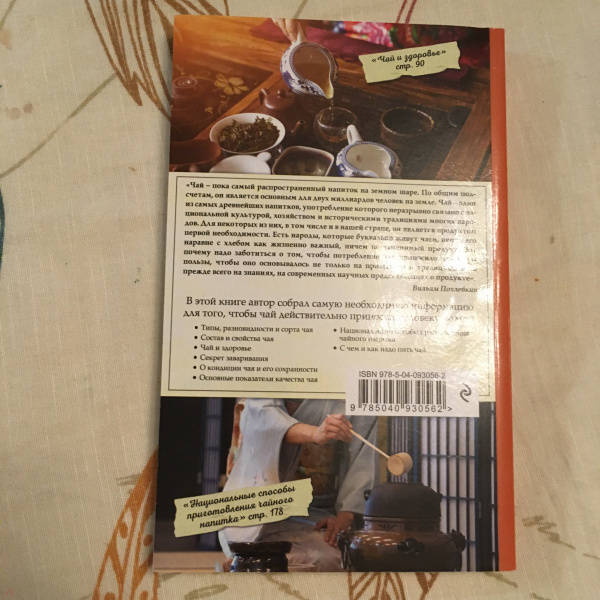 «Чай и здоровье»
стр. 90
«Чай – пока самый распространенный напиток на земном шаре. По общим под-
счетам, он является основным для двух миллиардов человек на земле. Чай – один
из самых древнейших напитков, употребление которого неразрывно связано с на-
циональной культурой, хозяйством и историческими традициями многих наро-
дов. Для некоторых из них, в том числе и в нашей стране, он является продуктом
первой необходимости. Есть народы, которые буквально живут чаем,
наравне с хлебом как жизненно важный, ничем не заменимый продукт.
почему надо заботиться о том, чтобы потребление
пользы, чтобы оно основывалось не только на
прежде всего на знаниях, на современных научных о продукте».
Вильям Похлебкин
В этой книге автор собрал самую необходимую информацию
для того, чтобы чай действительно
• Типы, разновидности и сорта чая
• Состав и свойства чая
• Чай и здоровье
• Секрет заваривания
• О кондиции чая и его сохранности
• Основные показатели качества чая
• чайного
• С чем и как надо пить чай
ISBN 978-5-04-093056-2
9 785040 930562 >
«Национальные способы
приготовления чайного
напитка» стр. 178